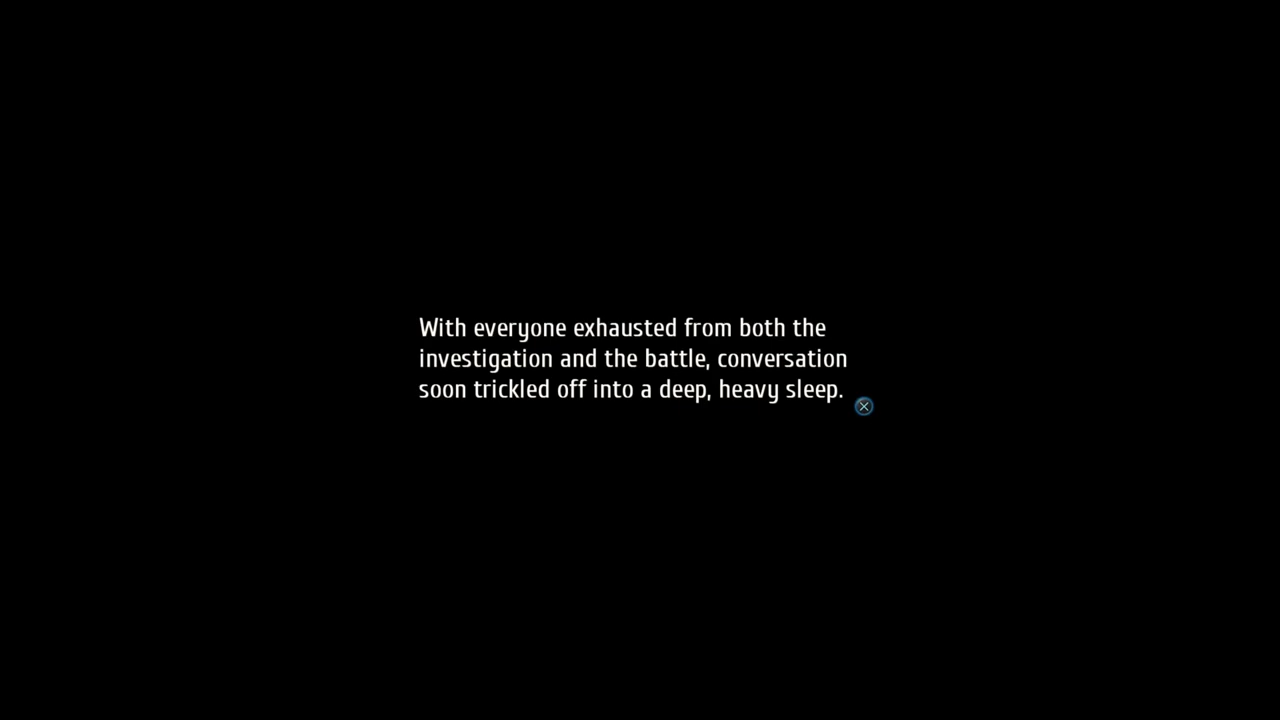 With everyone exhausted from both the
investigation and the battle, conversation
soon trickled off into a deep, heavy sleep.